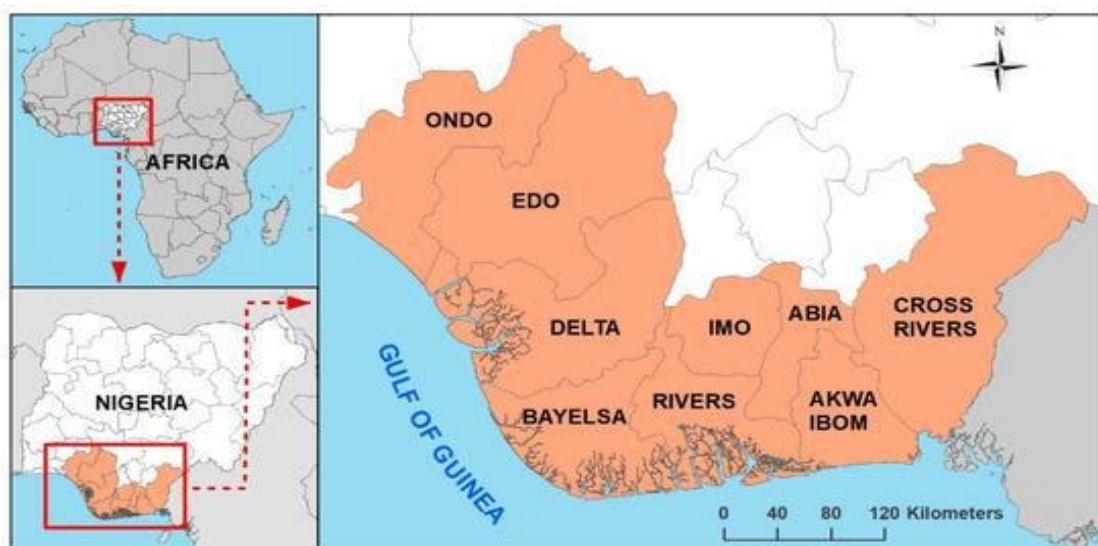 AFRICA
NIGERIA
N
ONDO
EDO
DELTA
IMO
ABIA
CROSS
RIVERS
BAYELSA
RIVERS
AKWA
IBOM
GULF OF GUINEA
0 40 80 120 Kilometers